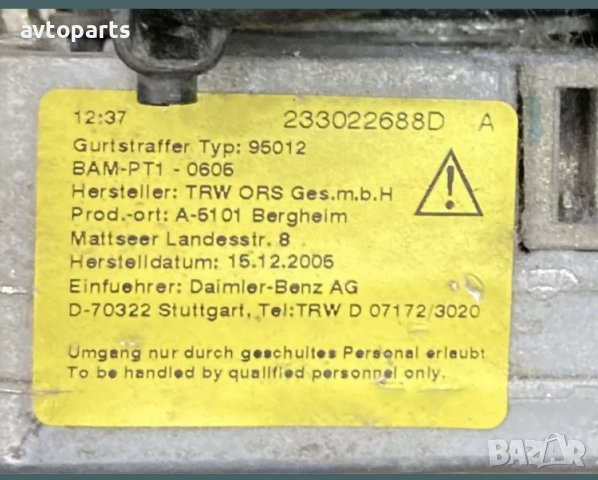 avtoparts
12:37 233022688D A
Gurtstraffer Typ: 95012
BAM-PT1 - 0605
Hersteller: TRW ORS Ges.m.b.H
Prod.-ort: A-5101 Bergheim
Mattseer Landesstr. 8
Herstelldatum: 15.12.2005
Einfuehrer: Daimler-Benz AG
D-70322 Stuttgart, Tel:TRW D 07172/3020
Umgang nur durch geschultes Personal erlaubt
To be handled by qualified personnel only.
BAZAR